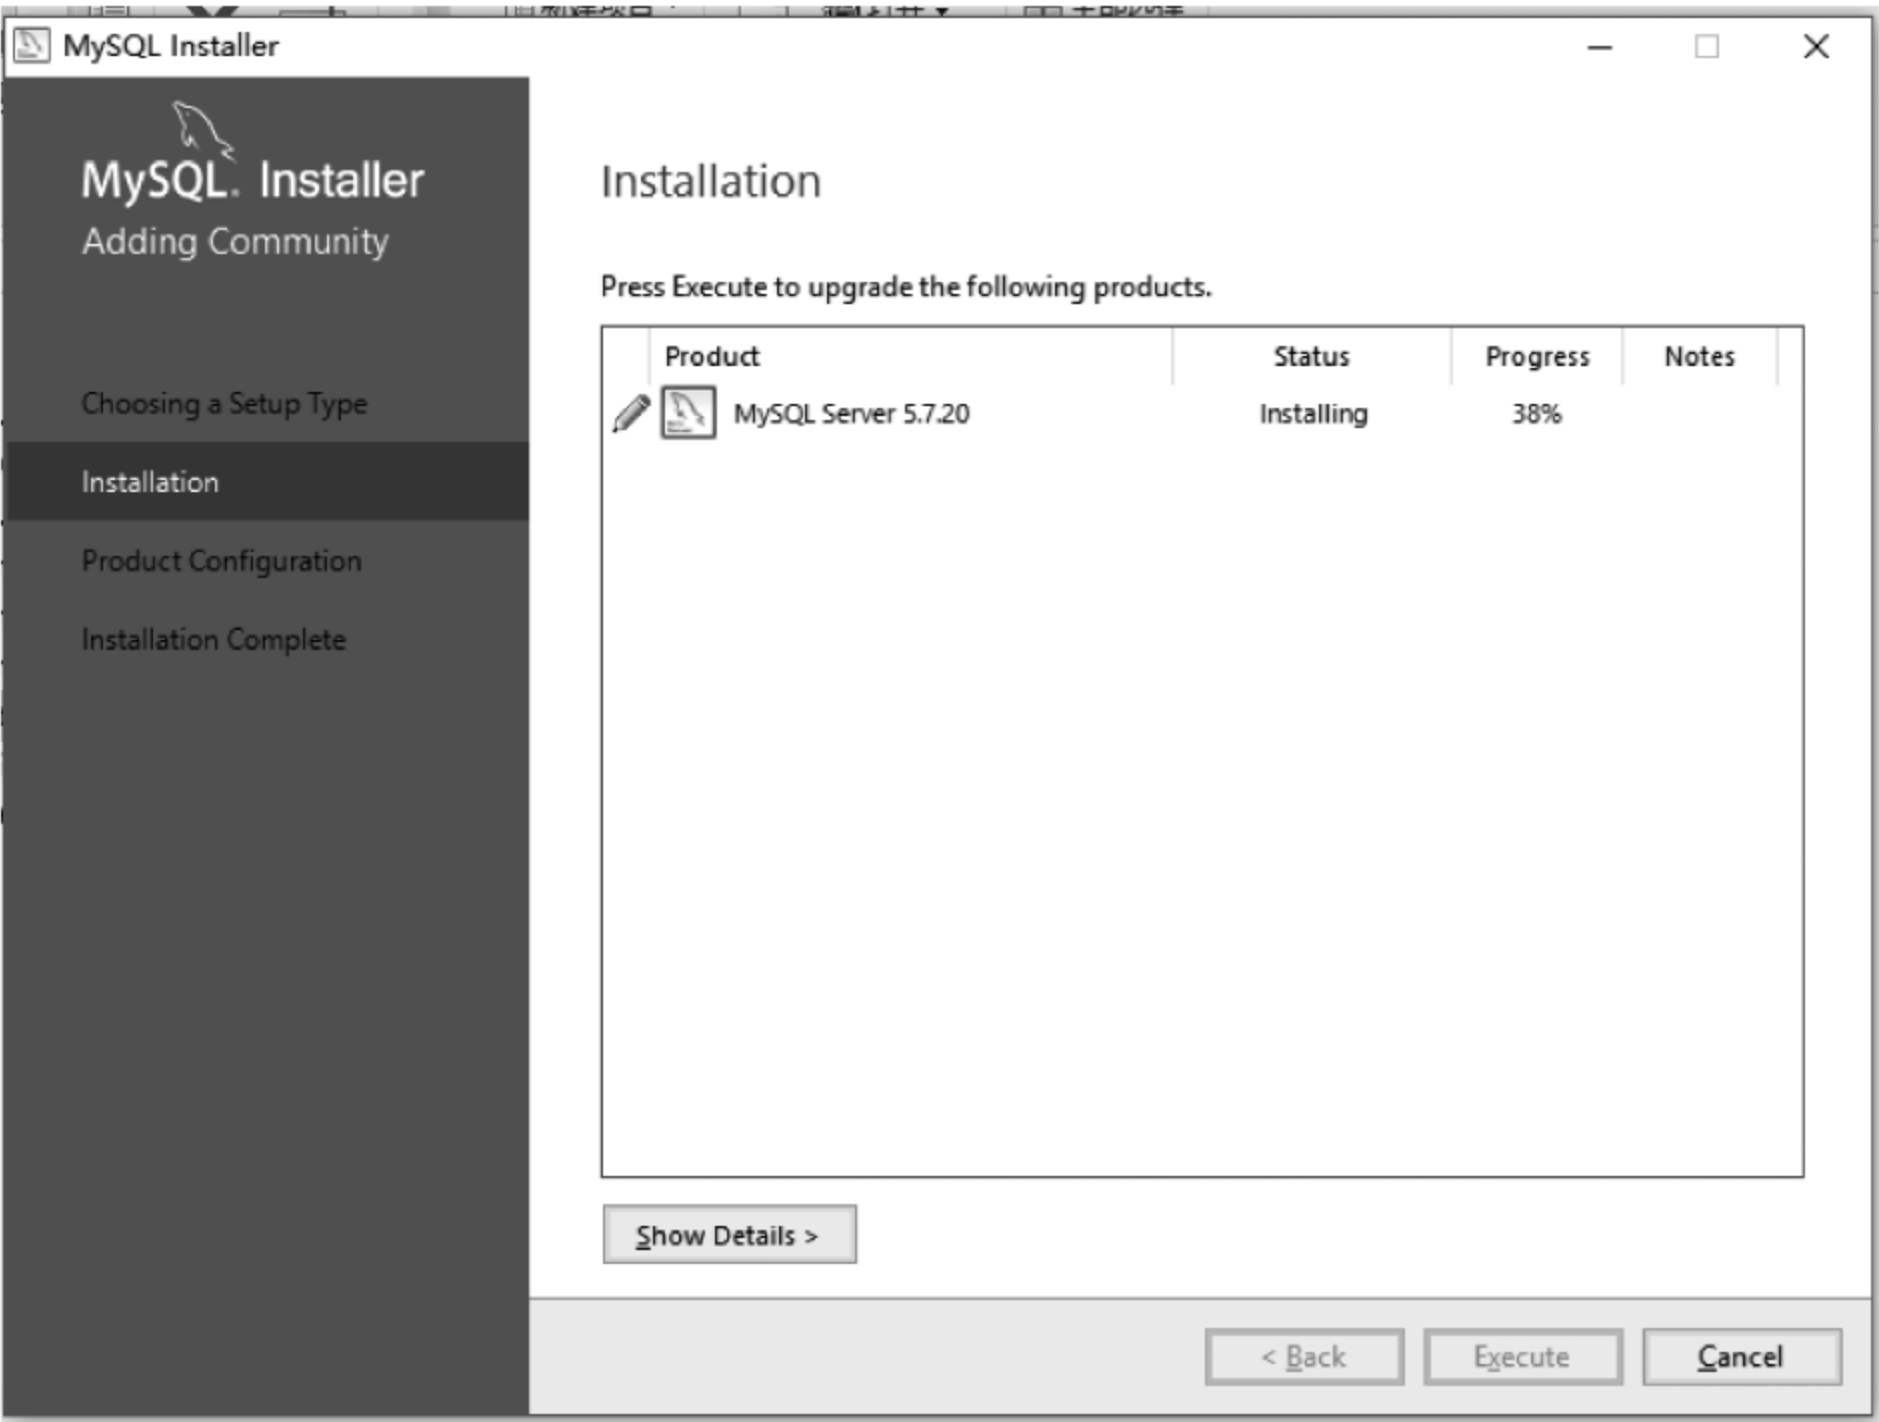 MySQL Installer
MySQL. Installer
Adding Community
Choosing a Setup Type
Installation
Product Configuration
Installation Complete
Installation
Press Execute to upgrade the following products.
Product Status Progress Notes
MySQL Server 5.7.20 Installing 38%
Show Details >
< Back Execute Cancel